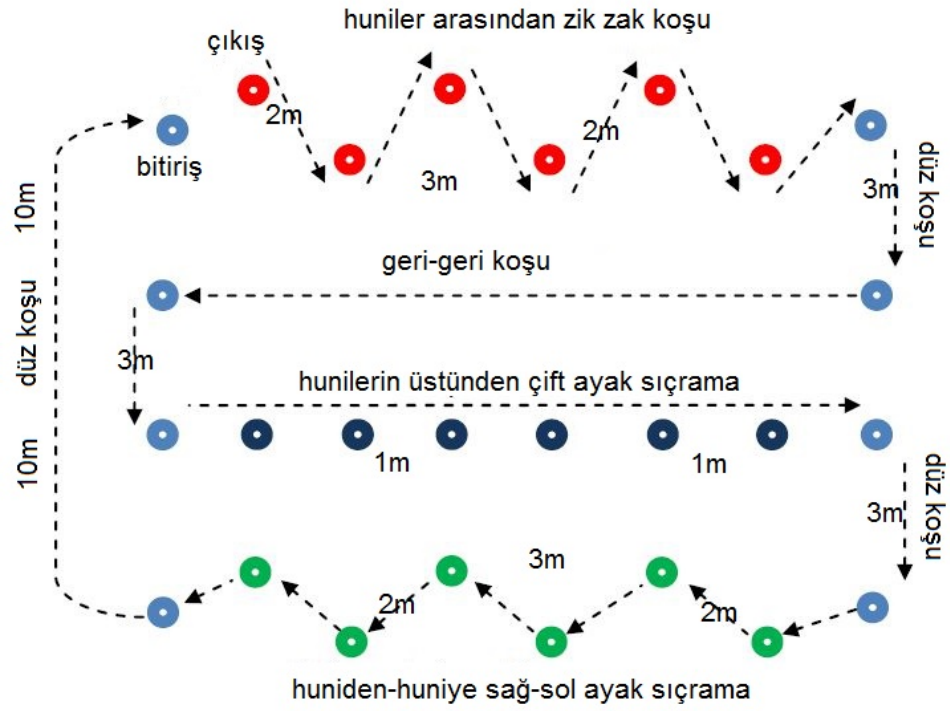 huniler arasından zik zak koşu
çıkış
2m
2m
bitiriş
3m
3m
düz koşu
geri-geri koşu
10m
düz koşu
10m
3m
hunilerin üstünden çift ayak sıçrama
1m
1m
3m
düz koşu
3m
2m
2m
huniden-huniye sağ-sol ayak sıçrama